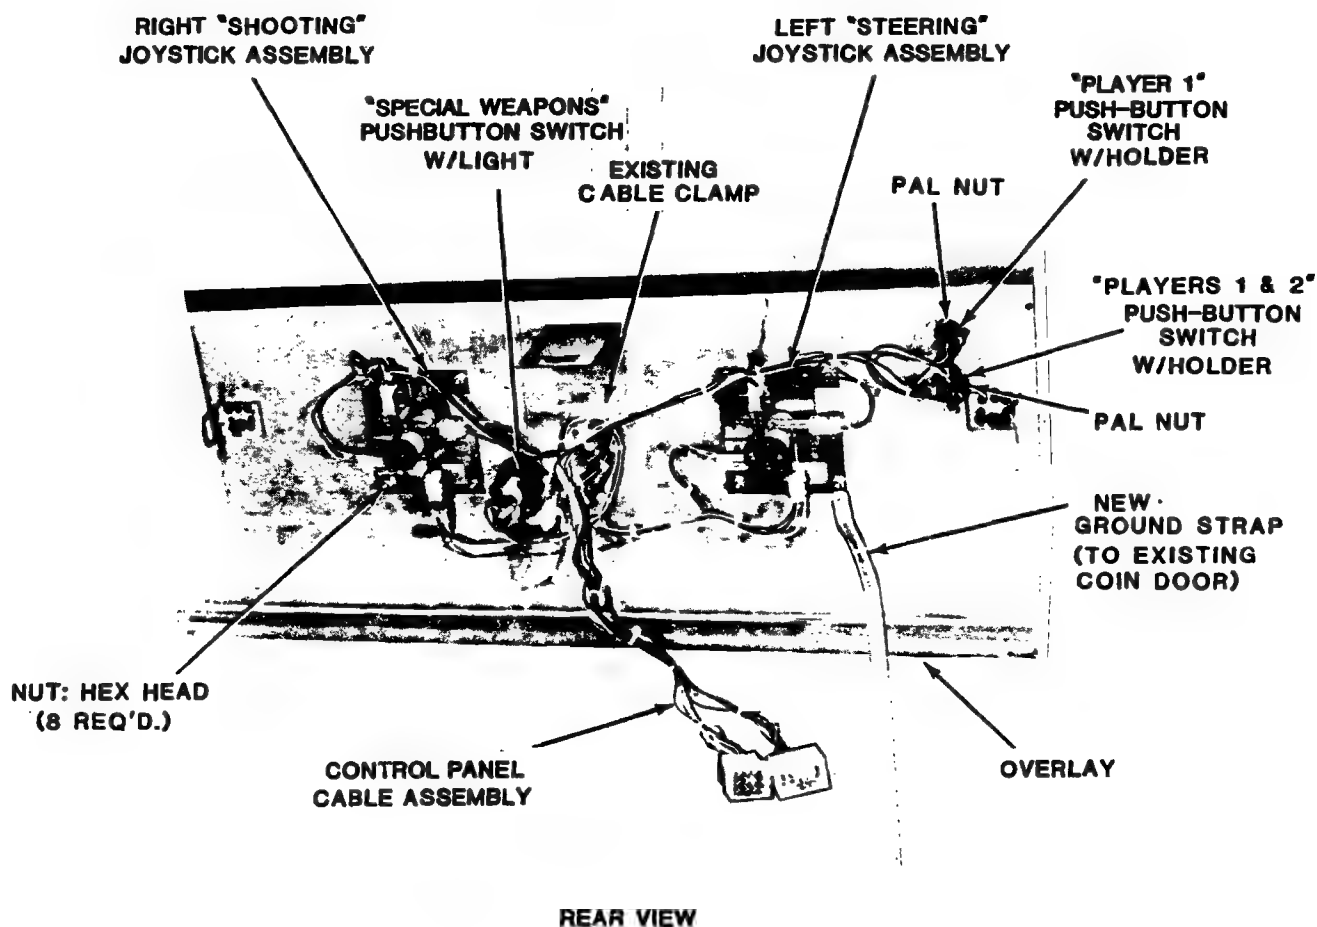 RIGHT "SHOOTING"
JOYSTICK ASSEMBLY
"SPECIAL WEAPONS"
PUSHBUTTON SWITCH
W/LIGHT
EXISTING
CABLE CLAMP
LEFT "STEERING"
JOYSTICK ASSEMBLY
"PLAYER 1"
PUSH-BUTTON
SWITCH
W/HOLDER
PAL NUT
"PLAYERS 1 & 2"
PUSH-BUTTON
SWITCH
W/HOLDER
PAL NUT
NEW
GROUND STRAP
(TO EXISTING
COIN DOOR)
NUT: HEX HEAD
(8 REQ'D.)
CONTROL PANEL
CABLE ASSEMBLY
OVERLAY
REAR VIEW